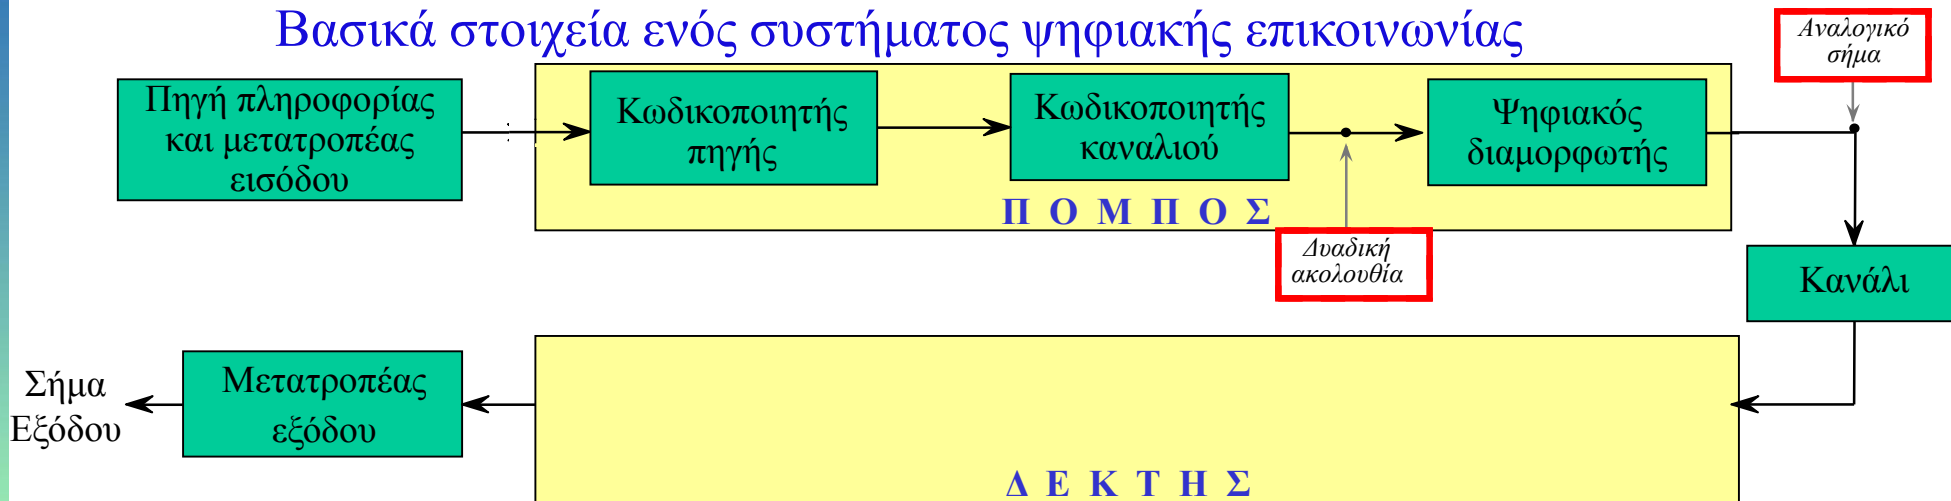 Βασικά στοιχεία ενός συστήματος ψηφιακής επικοινωνίας
Αναλογικό
σήμα
Πηγή πληροφορίας
και μετατροπέας
εισόδου
Κωδικοποιητής
πηγής
Κωδικοποιητής
καναλιού
Ψηφιακός
διαμορφωτής
Π Ο Μ Π Ο Σ
Δυαδική
ακολουθία
Κανάλι
Σήμα
Εξόδου
Μετατροπέας
εξόδου
Δ Ε Κ Τ Η Σ